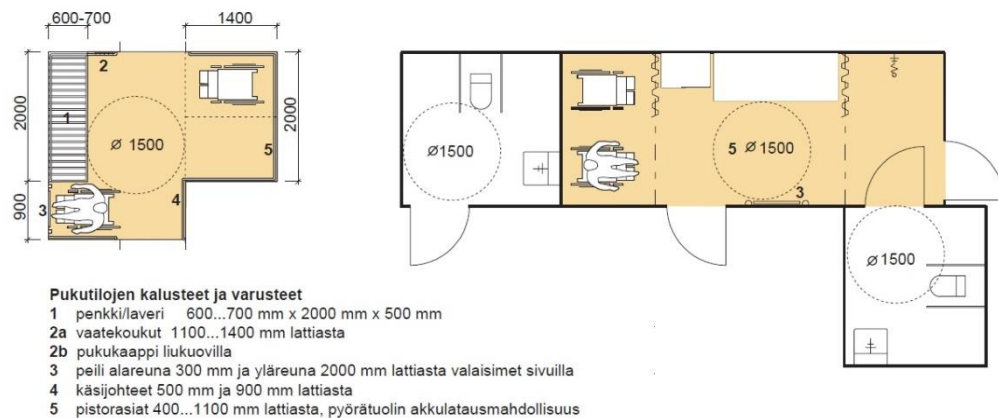 600-700
1400
2
2000
1
ø 1500
5
2000
900
3
4
ø1500
5 ø 1500
3
ø 1500
Pukutilojen kalusteet ja varusteet
1 penkki/laveri 600...700 mm x 2000 mm x 500 mm
2a vaatekoukut 1100...1400 mm lattiasta
2b pukukaappi liukuovilla
3 peili alareuna 300 mm ja yläreuna 2000 mm lattiasta valaisimet sivuilla
4 käsijohteet 500 mm ja 900 mm lattiasta
5 pistorasiat 400...1100 mm lattiasta, pyörätuolin akkulatausmahdollisuus